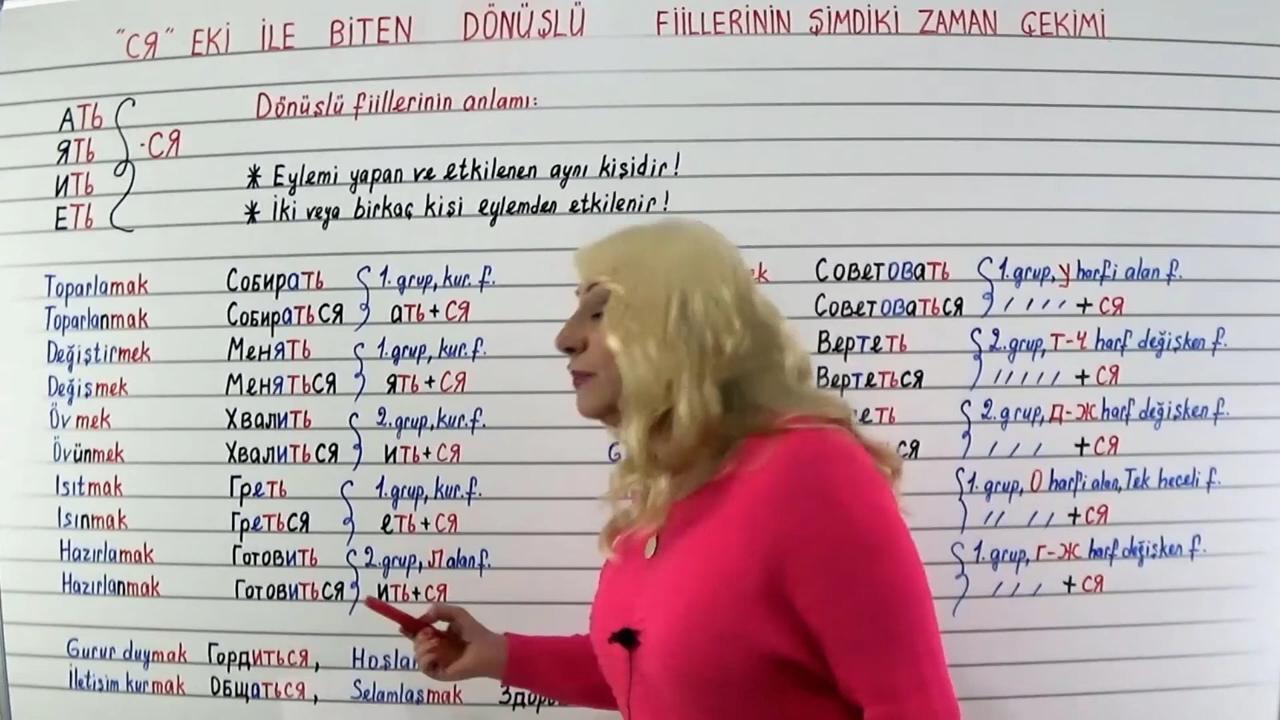 "СЯ" EKİ İLE BİTEN DÖNÜŞLÜ FİİLLERİNİN ŞİMDİKİ ZAMAN ÇEKİMİ
АТЬ
ЯТЬ
ИТЬ
ЕТЬ
-СЯ
Dönüşlü fiillerinin anlamı:
* Eylemi yapan ve etkilenen aynı kişidir!
* İki veya birkaç kişi eylemden etkilenir!
Toparlamak Собирать 1.grup, kur. f.
Toparlanmak Собираться ать+ся
Değiştirmek Менять 1.grup, kur. f.
Değişmek Меняться ять+ся
Övmek Хвалить 2.grup, kur. f.
Övünmek Хвалиться ить+ся
Isıtmak Греть 1.grup, kur. f.
Isınmak Греться еть+ся
Hazırlamak Готовить 2.grup, Л alan f.
Hazırlanmak Готовиться ить+ся
Советовать 1.grup, У harfi alan f.
Советоваться +ся
Вертеть 2.grup, Т-Ч harf değişken f.
Вертеться +ся
2.grup, Д-Ж harf değişken f.
+ся
1.grup, О harfi alan, Tek heceli f.
+ся
1.grup, Г-Ж harf değişken f.
+ся
Gurur duymak Гордиться,
İletişim kurmak Общаться, Selamlaşmak